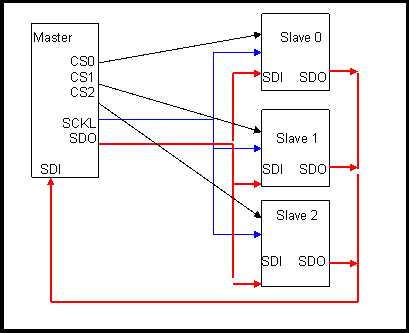 Master
CS0
CS1
CS2
SCKL
SDO
SDI
Slave 0
SDI SDO
Slave 1
SDI SDO
Slave 2
SDI SDO